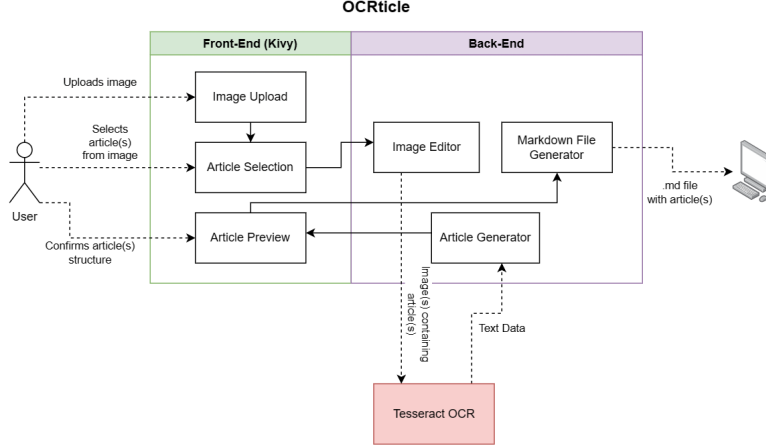 OCRticle
Front-End (Kivy)
Back-End
Uploads image
Image Upload
Selects
article(s)
from image
Article Selection
Image Editor
Markdown File
Generator
.md file
with article(s)
User
Confirms article(s)
structure
Article Preview
Article Generator
Image(s) containing
article(s)
Text Data
Tesseract OCR